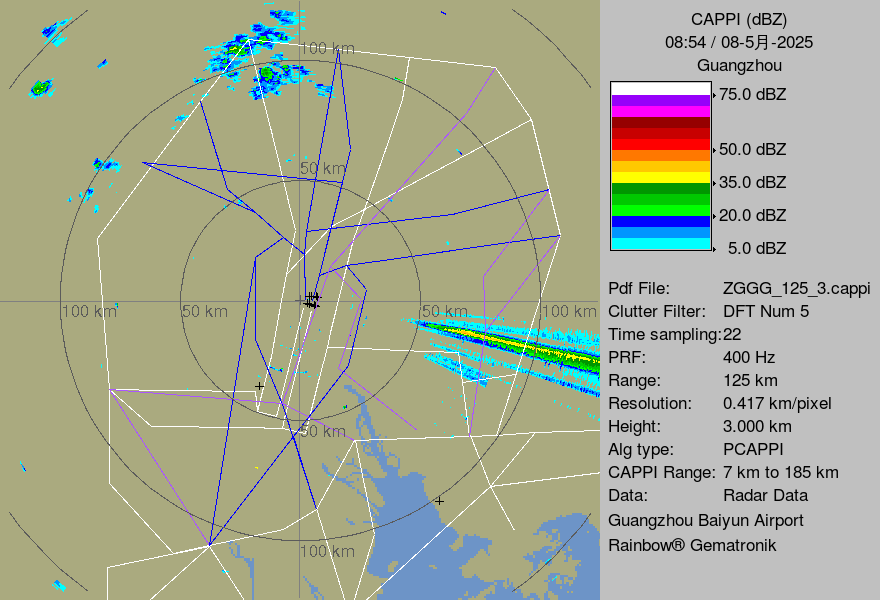 CAPPI (dBZ)
08:54 / 08-5月-2025
Guangzhou
75.0 dBZ
50.0 dBZ
35.0 dBZ
20.0 dBZ
5.0 dBZ
Pdf File: ZGGG_125_3.cappi
Clutter Filter: DFT Num 5
Time sampling:22
PRF: 400 Hz
Range: 125 km
Resolution: 0.417 km/pixel
Height: 3.000 km
Alg type: PCAPPI
CAPPI Range: 7 km to 185 km
Data: Radar Data
Guangzhou Baiyun Airport
Rainbow® Gematronik
100 km
50 km
100 km
50 km
50 km
100 km
50 km
100 km